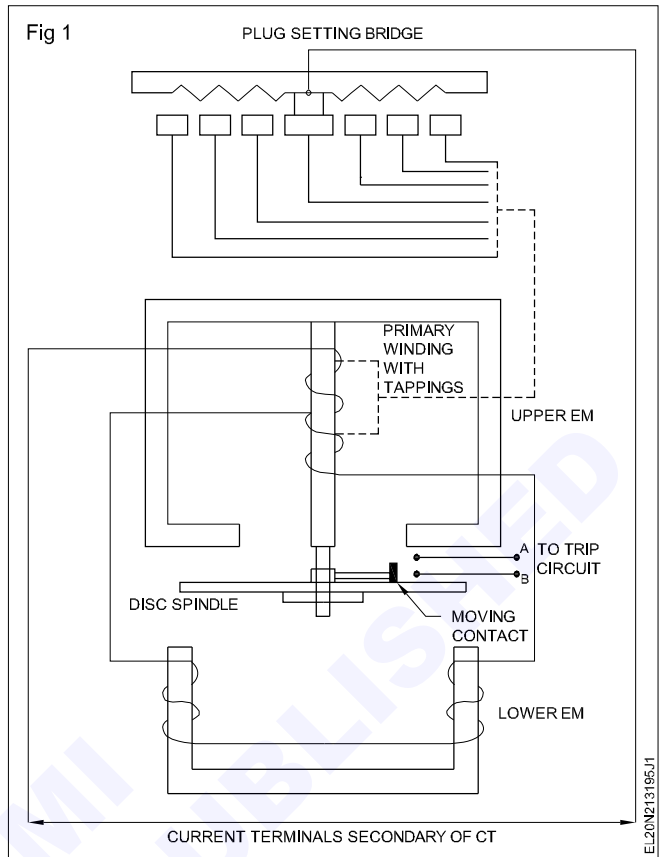 Fig 1
PLUG SETTING BRIDGE
PRIMARY
WINDING
WITH
TAPPINGS
UPPER EM
A
TO TRIP
CIRCUIT
B
DISC SPINDLE
MOVING
CONTACT
LOWER EM
CURRENT TERMINALS SECONDARY OF CT
EL20N213195J1